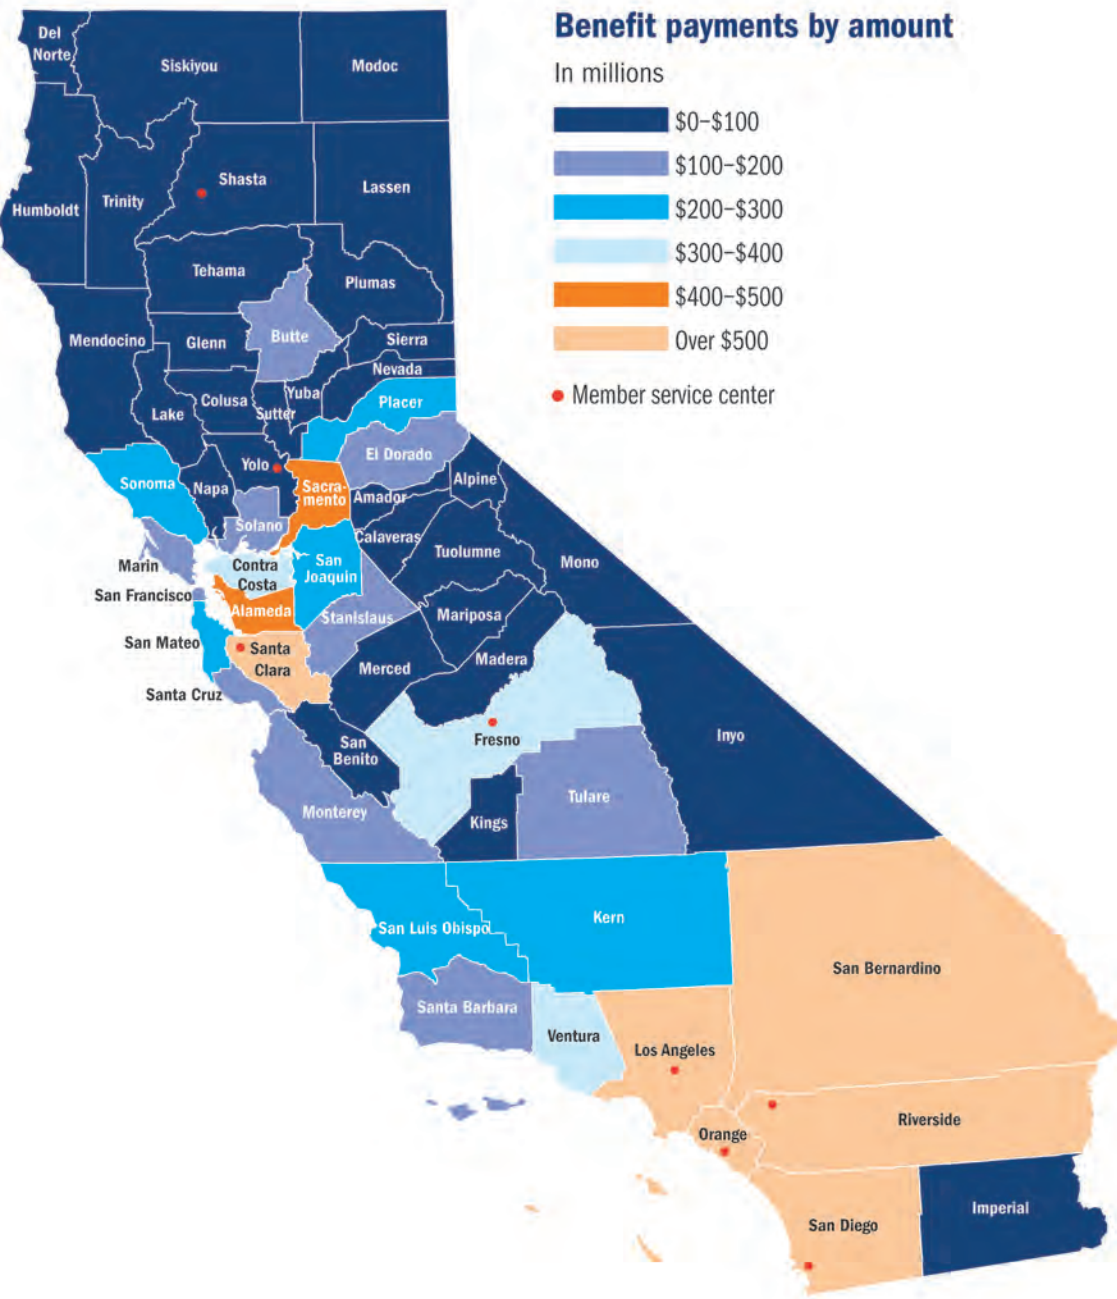 Benefit payments by amount
In millions
$0–$100
$100–$200
$200–$300
$300–$400
$400–$500
Over $500
Member service center
Del
Norte
Siskiyou
Modoc
Humboldt
Trinity
Shasta
Lassen
Tehama
Plumas
Mendocino
Glenn
Butte
Sierra
Nevada
Lake
Colusa
Sutter
Yuba
Placer
El Dorado
Sonoma
Napa
Yolo
Sacra-
mento
Amador
Alpine
Solano
Calaveras
Tuolumne
Mono
Marin
Contra
Costa
San
Joaquin
San Francisco
Alameda
Stanislaus
Mariposa
San Mateo
Santa
Clara
Merced
Madera
Santa Cruz
San
Benito
Fresno
Inyo
Monterey
Kings
Tulare
San Luis Obispo
Kern
San Bernardino
Santa Barbara
Ventura
Los Angeles
Orange
Riverside
San Diego
Imperial